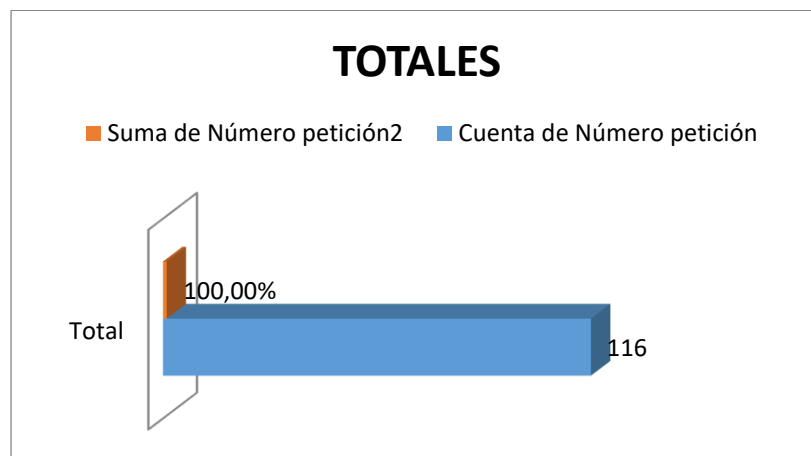 TOTALES
Suma de Número petición2 Cuenta de Número petición
100,00%
Total
116